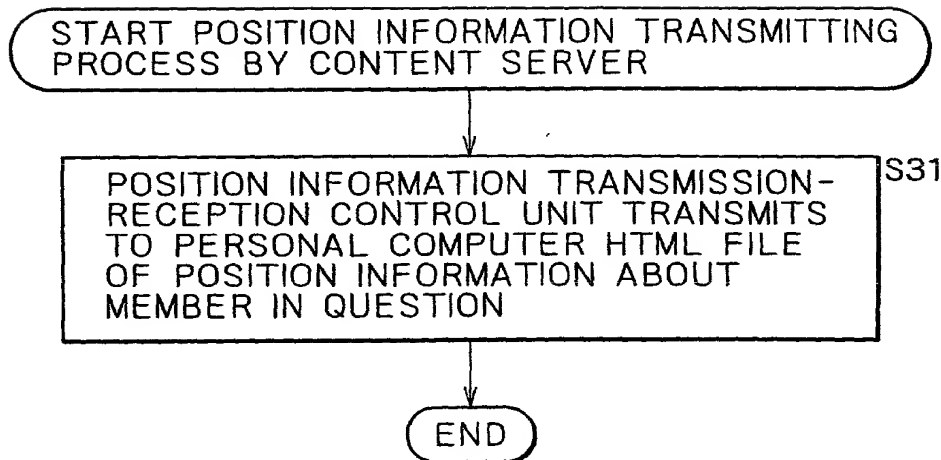 START POSITION INFORMATION TRANSMITTING
PROCESS BY CONTENT SERVER
S31
POSITION INFORMATION TRANSMISSION-
RECEPTION CONTROL UNIT TRANSMITS
TO PERSONAL COMPUTER HTML FILE
OF POSITION INFORMATION ABOUT
MEMBER IN QUESTION
END